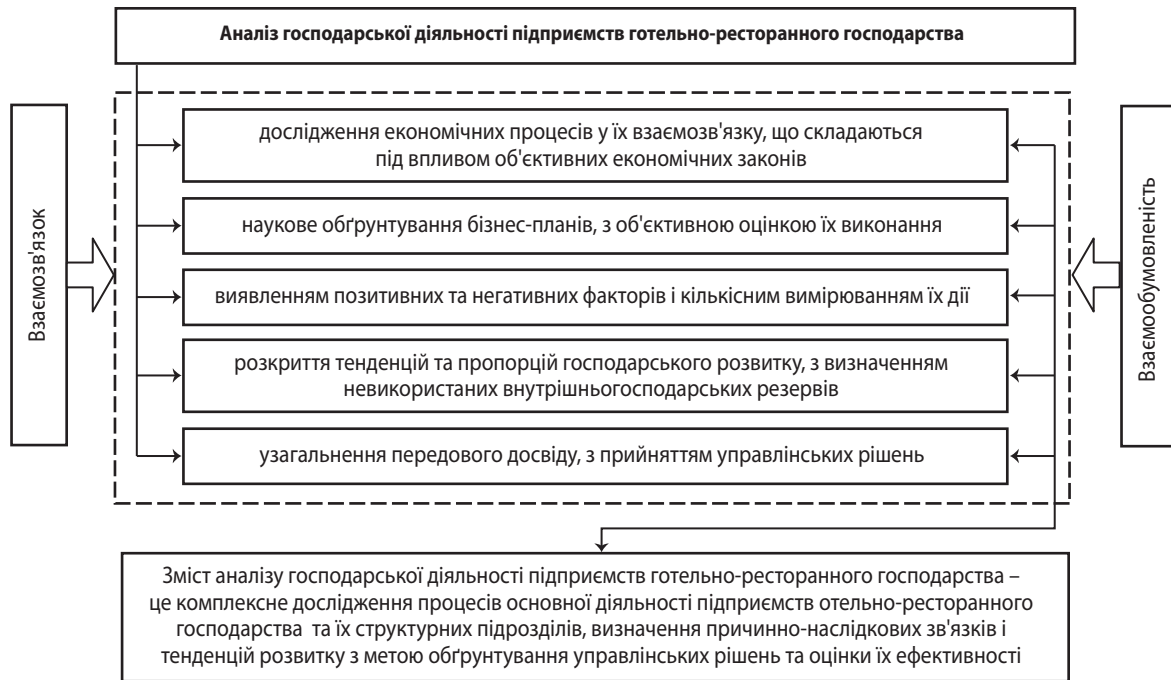 Аналіз господарської діяльності підприємств готельно-ресторанного господарства
Взаємозв'язок
дослідження економічних процесів у їх взаємозв'язку, що складаються
під впливом об'єктивних економічних законів
наукове обґрунтування бізнес-планів, з об'єктивною оцінкою їх виконання
виявленням позитивних та негативних факторів і кількісним вимірюванням їх дії
розкриття тенденцій та пропорцій господарського розвитку, з визначенням
невикористаних внутрішньогосподарських резервів
узагальнення передового досвіду, з прийняттям управлінських рішень
Взаємообумовленість
Зміст аналізу господарської діяльності підприємств готельно-ресторанного господарства –
це комплексне дослідження процесів основної діяльності підприємств отельно-ресторанного
господарства та їх структурних підрозділів, визначення причинно-наслідкових зв'язків і
тенденцій розвитку з метою обґрунтування управлінських рішень та оцінки їх ефективності